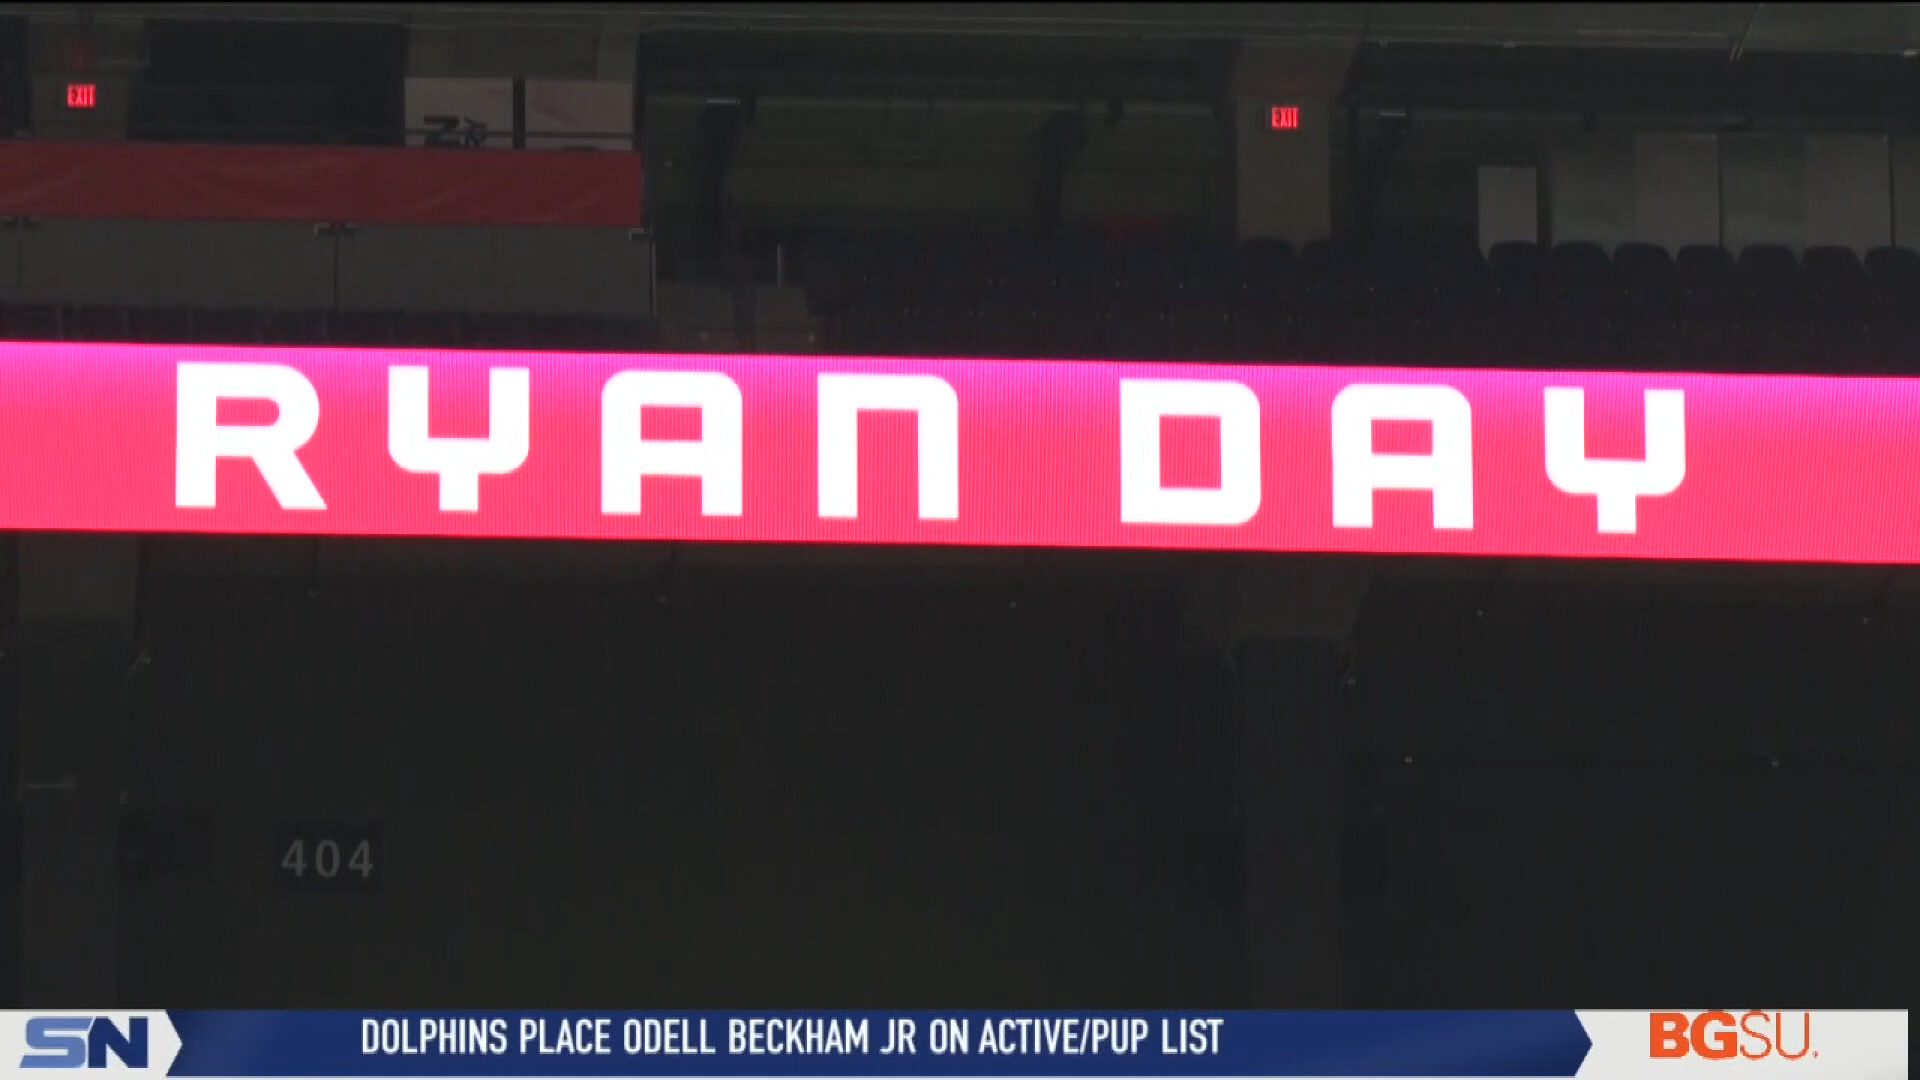 EXIT
EXIT
RYAN DAY
404
SN
DOLPHINS PLACE ODELL BECKHAM JR ON ACTIVE/PUP LIST
BGSU.